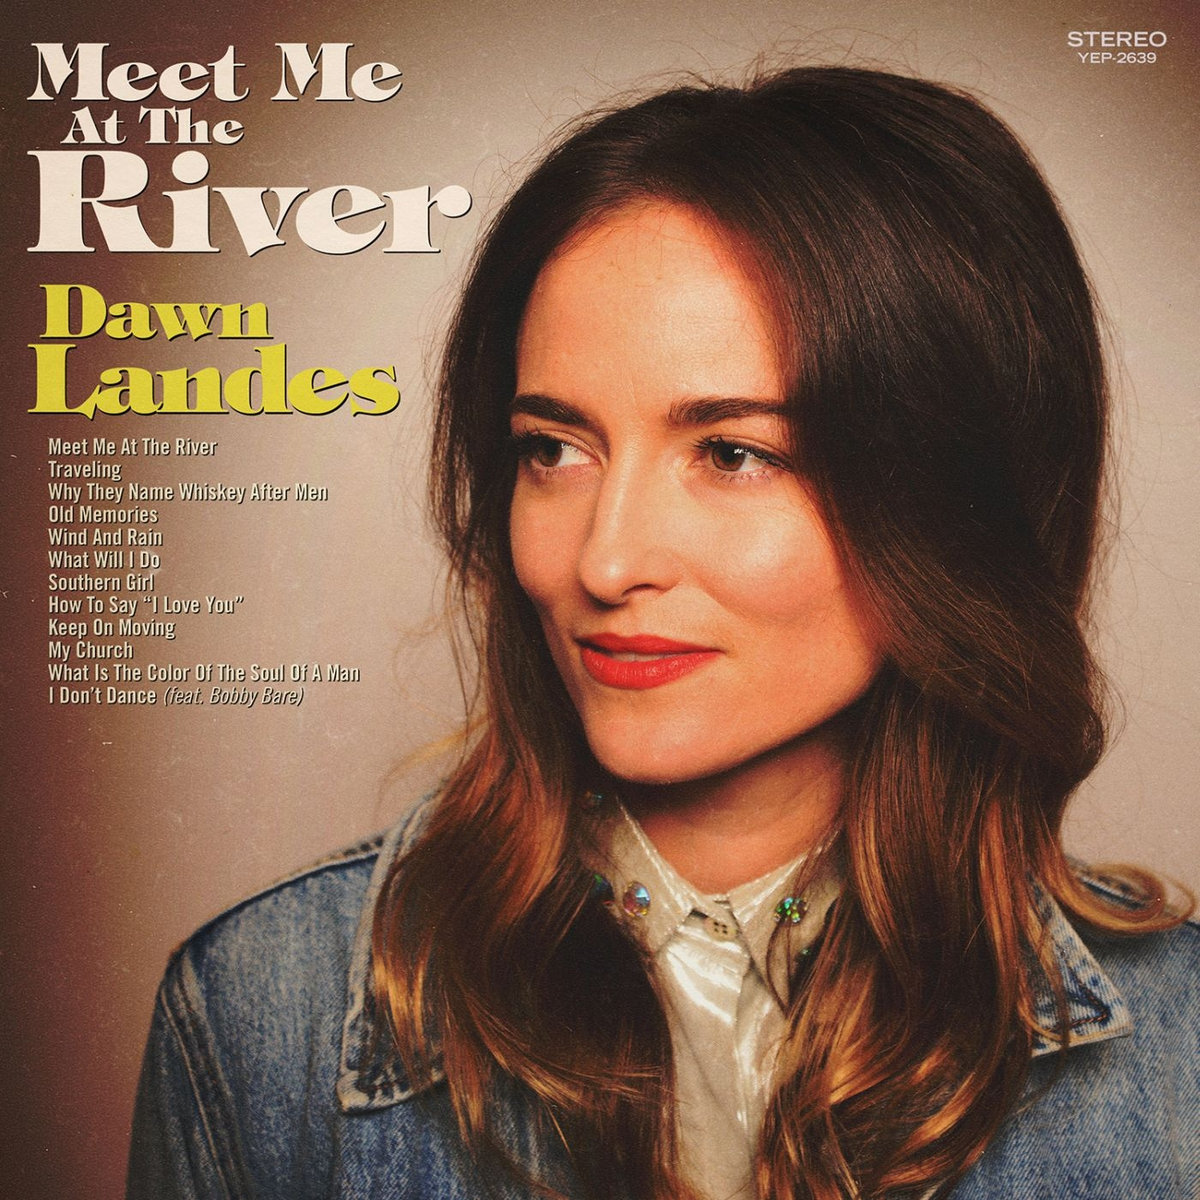 Meet Me
At The
River
Dawn
Landes
Meet Me At The River
Traveling
Why They Name Whiskey After Men
Old Memories
Wind And Rain
What Will I Do
Southern Girl
How To Say “I Love You”
Keep On Moving
My Church
What Is The Color Of The Soul Of A Man
I Don’t Dance (feat. Bobby Bare)
STEREO
YEP-2639